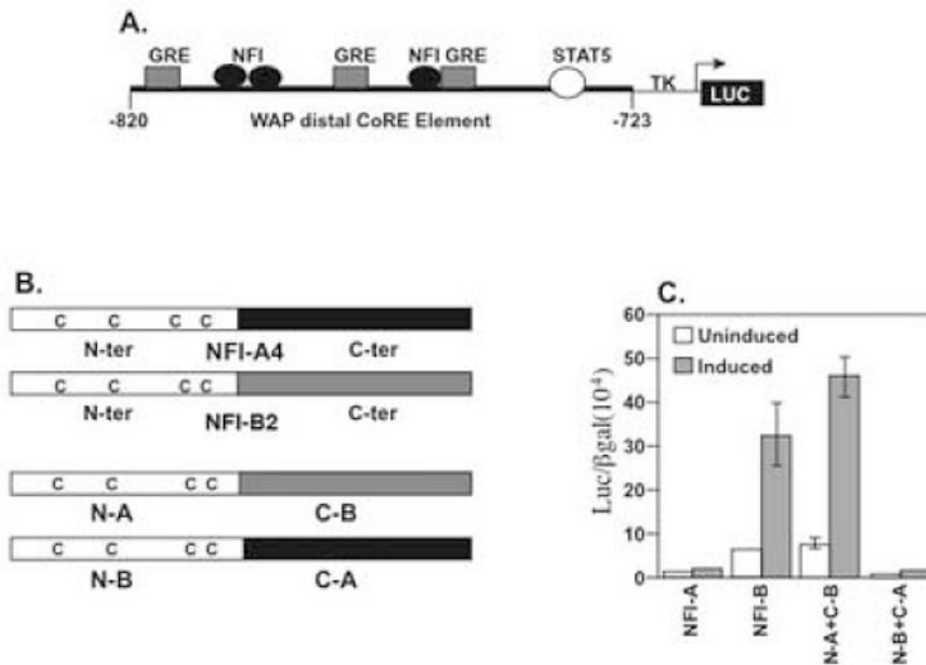 A.
GRE NFI GRE NFI GRE STAT5
TK
LUC
-820 WAP distal CoRE Element -723
B.
C C C C
N-ter NFI-A4 C-ter
C C C C
N-ter NFI-B2 C-ter
C C C C
N-A C-B
C C C C
N-B C-A
C.
60
50
40
30
20
10
0
Luc/βgal(10⁴)
Uninduced
Induced
NFI-A
NFI-B
N-A+C-B
N-B+C-A